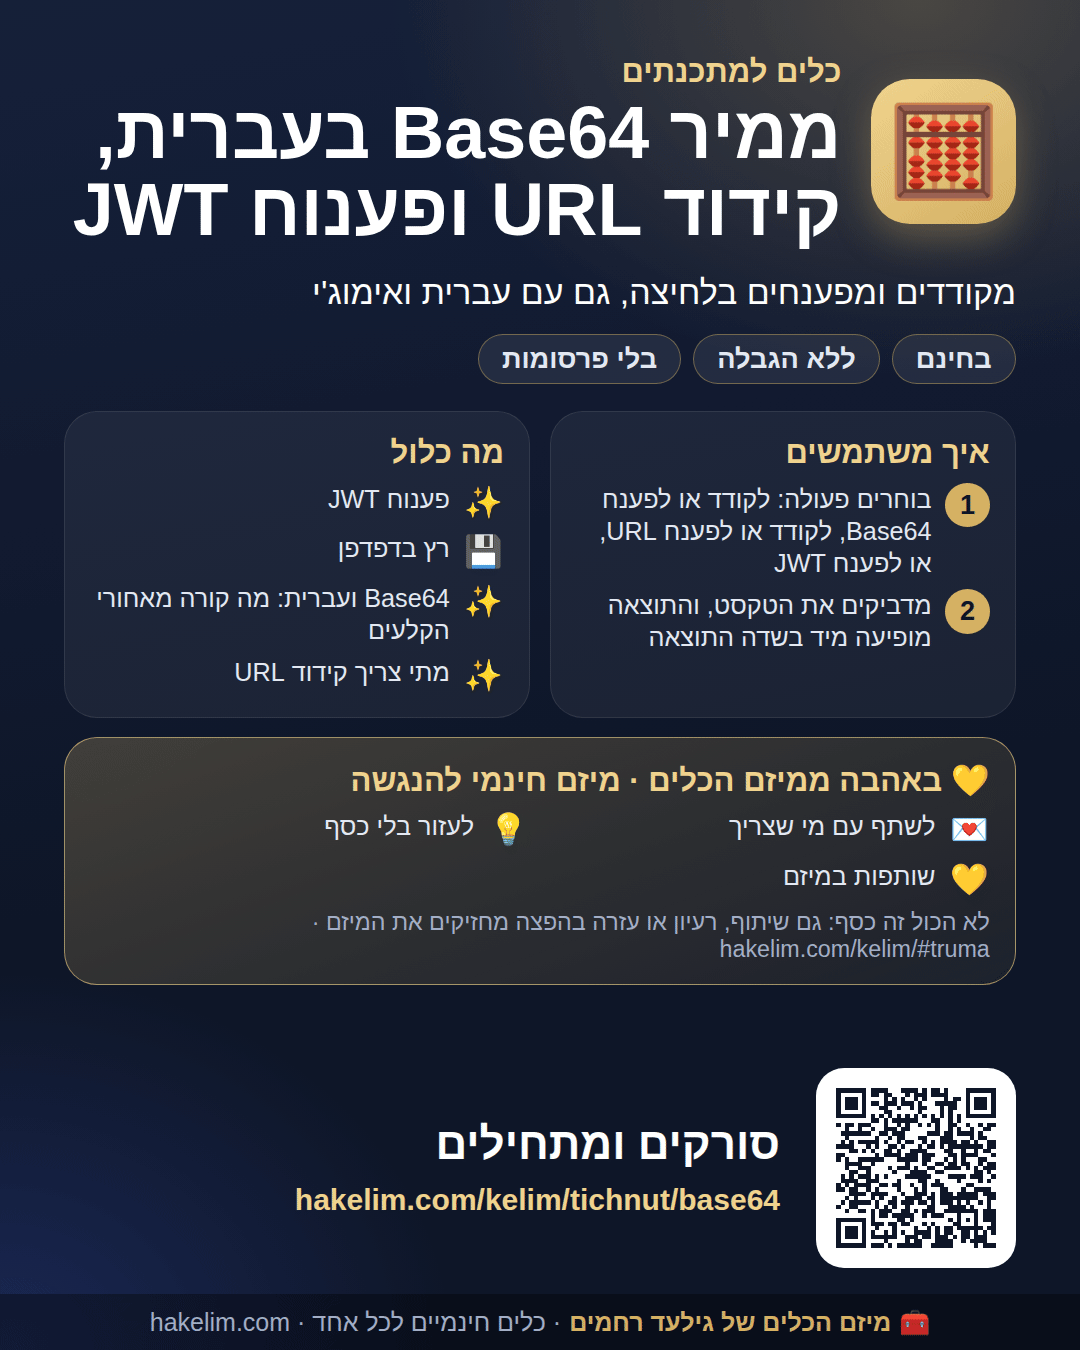 כלים למתכנתים
ממיר Base64 בעברית,
קידוד URL ופענוח JWT
מקודדים ומפענחים בלחיצה, גם עם עברית ואימוג'י
בחינם
ללא הגבלה
בלי פרסומות
איך משתמשים
1
בוחרים פעולה: לקודד או לפענח
Base64, לקודד או לפענח URL,
או לפענח JWT
2
מדביקים את הטקסט, והתוצאה
מופיעה מיד בשדה התוצאה
מה כלול
✨ פענוח JWT
💾 רץ בדפדפן
✨ Base64 ועברית: מה קורה מאחורי
הקלעים
✨ מתי צריך קידוד URL
💛 באהבה ממיזם הכלים · מיזם חינמי להנגשה
💌 לשתף עם מי שצריך
💡 לעזור בלי כסף
💛 שותפות במיזם
לא הכול זה כסף: גם שיתוף, רעיון או עזרה בהפצה מחזיקים את המיזם ·
hakelim.com/kelim/#truma
סורקים ומתחילים
hakelim.com/kelim/tichnut/base64
🧰 מיזם הכלים של גילעד רחמים · כלים חינמיים לכל אחד · hakelim.com